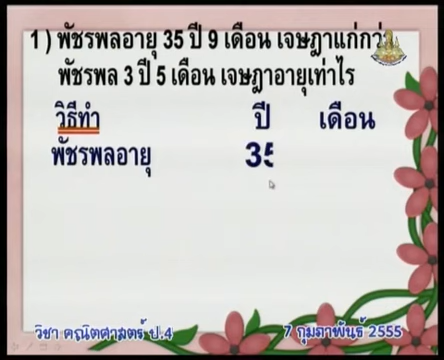 1 ) พัชรพลอายุ 35 ปี 9 เดือน เจษฎาแก่กว่า
พัชรพล 3 ปี 5 เดือน เจษฎาอายุเท่าไร
วิธีทำ ปี เดือน
พัชรพลอายุ 35
วิชา คณิตศาสตร์ ป.4 7 กุมภาพันธ์ 2555